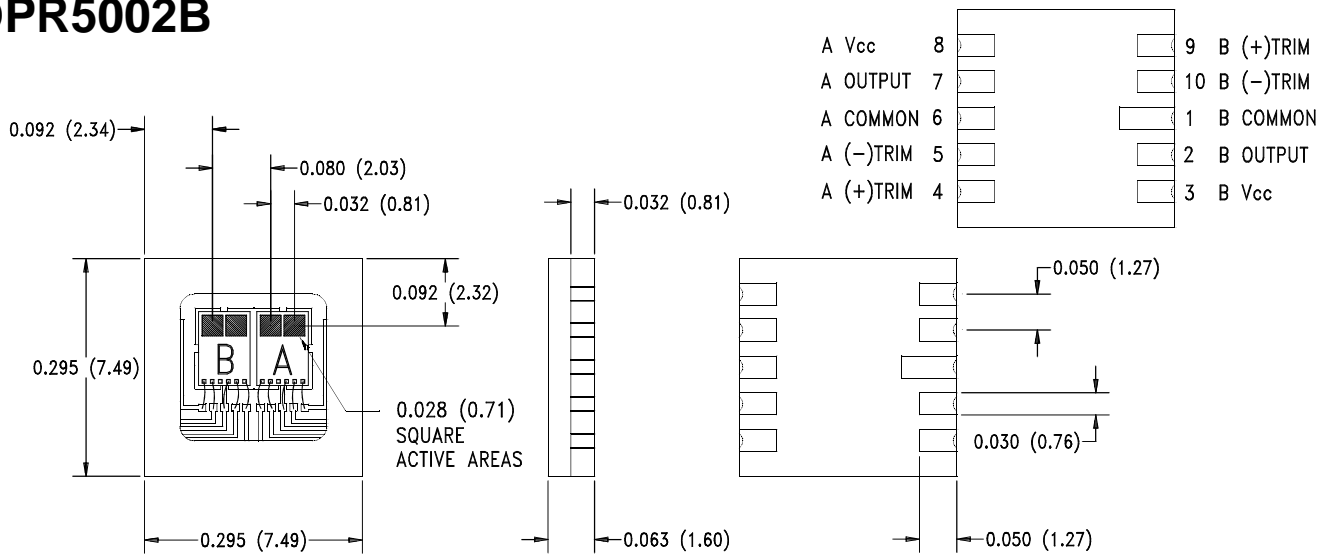 OPR5002B
A Vcc 8
A OUTPUT 7
A COMMON 6
A (−)TRIM 5
A (+)TRIM 4
9 B (+)TRIM
10 B (−)TRIM
1 B COMMON
2 B OUTPUT
3 B Vcc
0.092 (2.34)
0.080 (2.03)
0.032 (0.81)
0.092 (2.32)
0.295 (7.49)
B A
0.028 (0.71)
SQUARE
ACTIVE AREAS
0.295 (7.49)
0.032 (0.81)
0.063 (1.60)
0.050 (1.27)
0.030 (0.76)
0.050 (1.27)